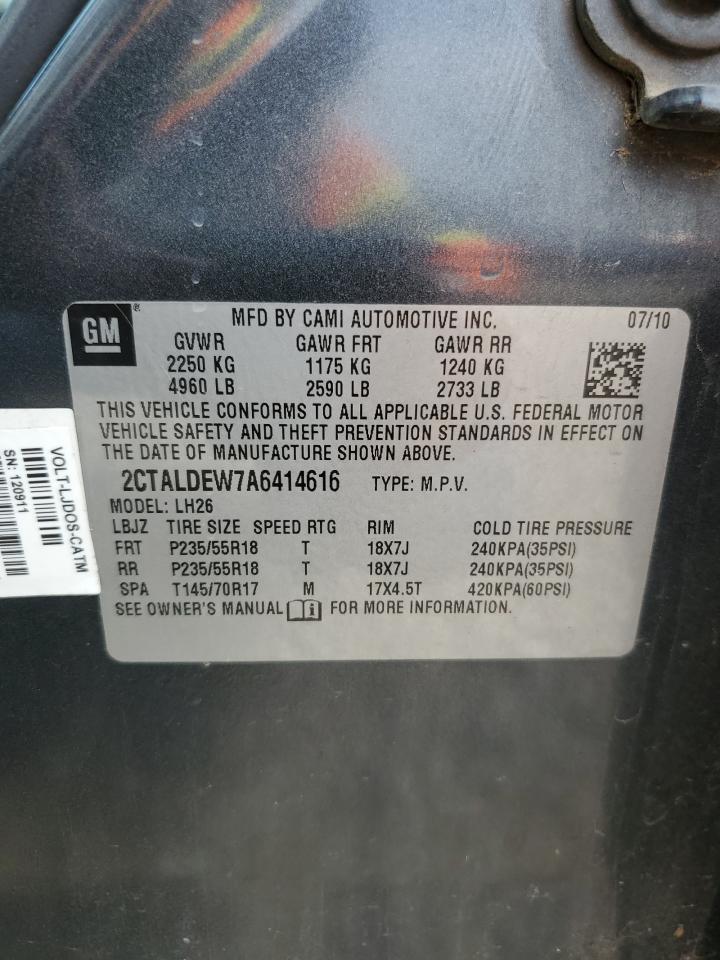 GM
MFD BY CAMI AUTOMOTIVE INC. 07/10
GVWR GAWR FRT GAWR RR
2250 KG 1175 KG 1240 KG
4960 LB 2590 LB 2733 LB
THIS VEHICLE CONFORMS TO ALL APPLICABLE U.S. FEDERAL MOTOR
VEHICLE SAFETY AND THEFT PREVENTION STANDARDS IN EFFECT ON
THE DATE OF MANUFACTURE SHOWN ABOVE.
2CTALDEW7A6414616 TYPE: M.P.V.
MODEL: LH26
LBJZ TIRE SIZE SPEED RTG RIM COLD TIRE PRESSURE
FRT P235/55R18 T 18X7J 240KPA(35PSI)
RR P235/55R18 T 18X7J 240KPA(35PSI)
SPA T145/70R17 M 17X4.5T 420KPA(60PSI)
SEE OWNER'S MANUAL FOR MORE INFORMATION.
VOLT-LJDOS-CATM
SN: 120911